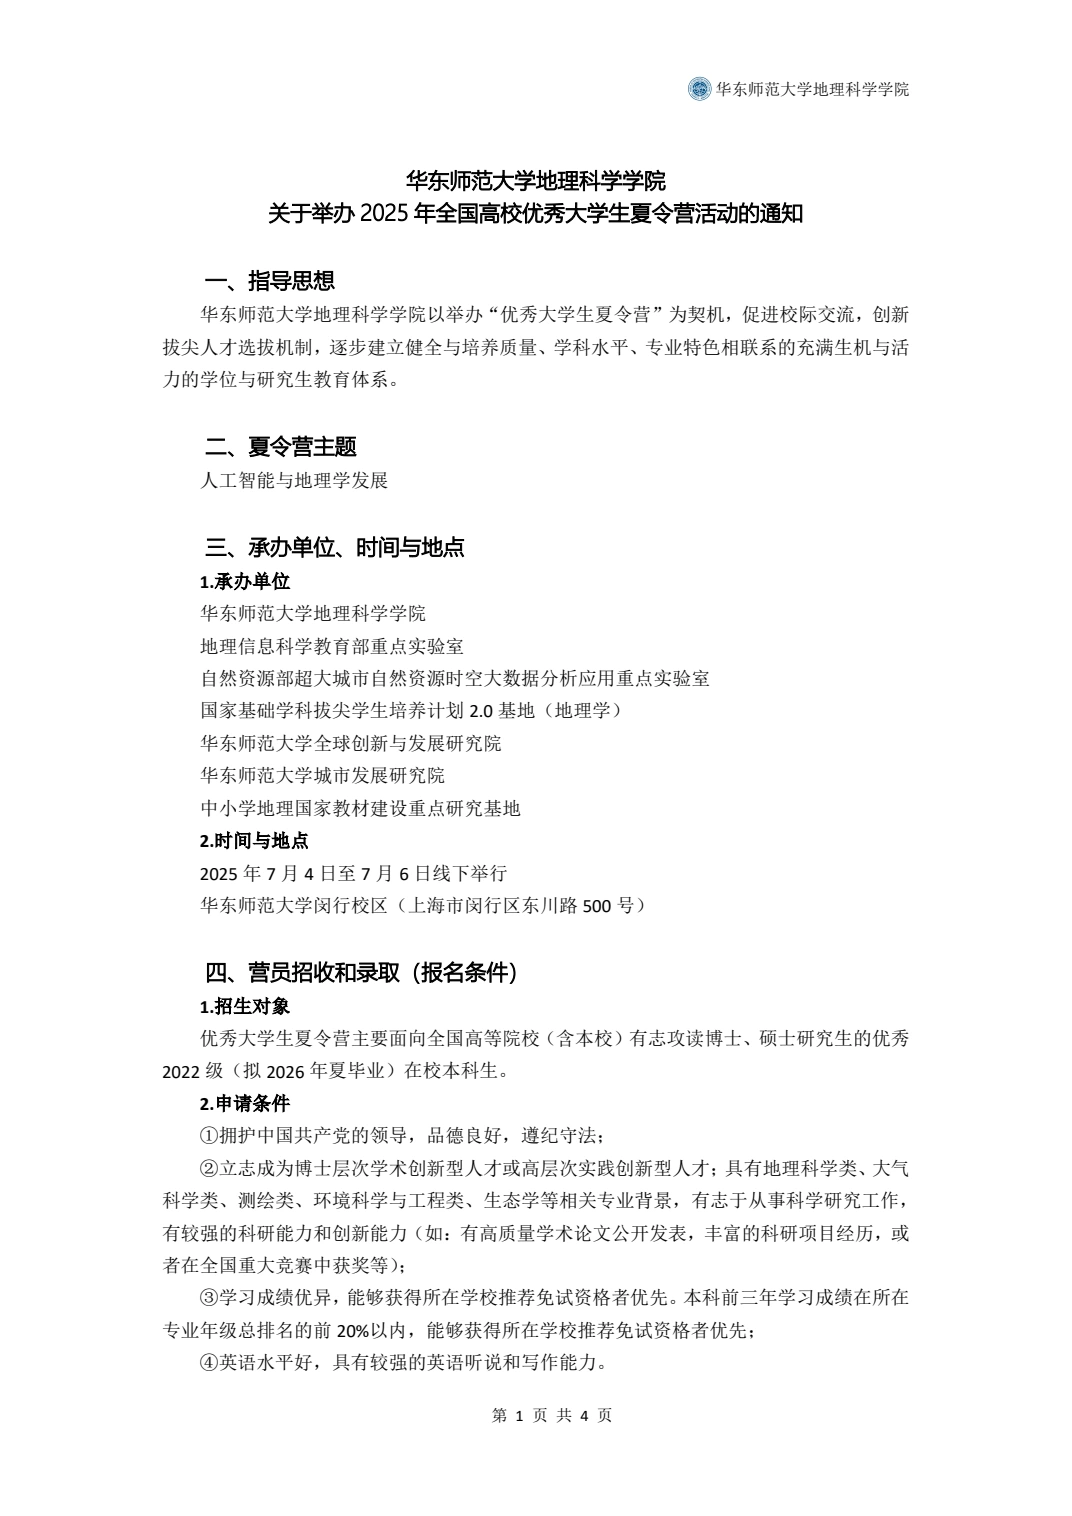 华东师范大学地理科学学院
华东师范大学地理科学学院
关于举办 2025 年全国高校优秀大学生夏令营活动的通知
一、指导思想
华东师范大学地理科学学院以举办“优秀大学生夏令营”为契机，促进校际交流，创新
拔尖人才选拔机制，逐步建立健全与培养质量、学科水平、专业特色相联系的充满生机与活
力的学位与研究生教育体系。
二、夏令营主题
人工智能与地理学发展
三、承办单位、时间与地点
1.承办单位
华东师范大学地理科学学院
地理信息科学教育部重点实验室
自然资源部超大城市自然资源时空大数据分析应用重点实验室
国家基础学科拔尖学生培养计划 2.0 基地（地理学）
华东师范大学全球创新与发展研究院
华东师范大学城市发展研究院
中小学地理国家教材建设重点研究基地
2.时间与地点
2025 年 7 月 4 日至 7 月 6 日线下举行
华东师范大学闵行校区（上海市闵行区东川路 500 号）
四、营员招收和录取（报名条件）
1.招生对象
优秀大学生夏令营主要面向全国高等院校（含本校）有志攻读博士、硕士研究生的优秀
2022 级（拟 2026 年夏毕业）在校本科生。
2.申请条件
①拥护中国共产党的领导，品德良好，遵纪守法；
②立志成为博士层次学术创新型人才或高层次实践创新型人才；具有地理科学类、大气
科学类、测绘类、环境科学与工程类、生态学等相关专业背景，有志于从事科学研究工作，
有较强的科研能力和创新能力（如：有高质量学术论文公开发表，丰富的科研项目经历，或
者在全国重大竞赛中获奖等）；
③学习成绩优异，能够获得所在学校推荐免试资格者优先。本科前三年学习成绩在所在
专业年级总排名的前 20%以内，能够获得所在学校推荐免试资格者优先；
④英语水平好，具有较强的英语听说和写作能力。
第 1 页 共 4 页